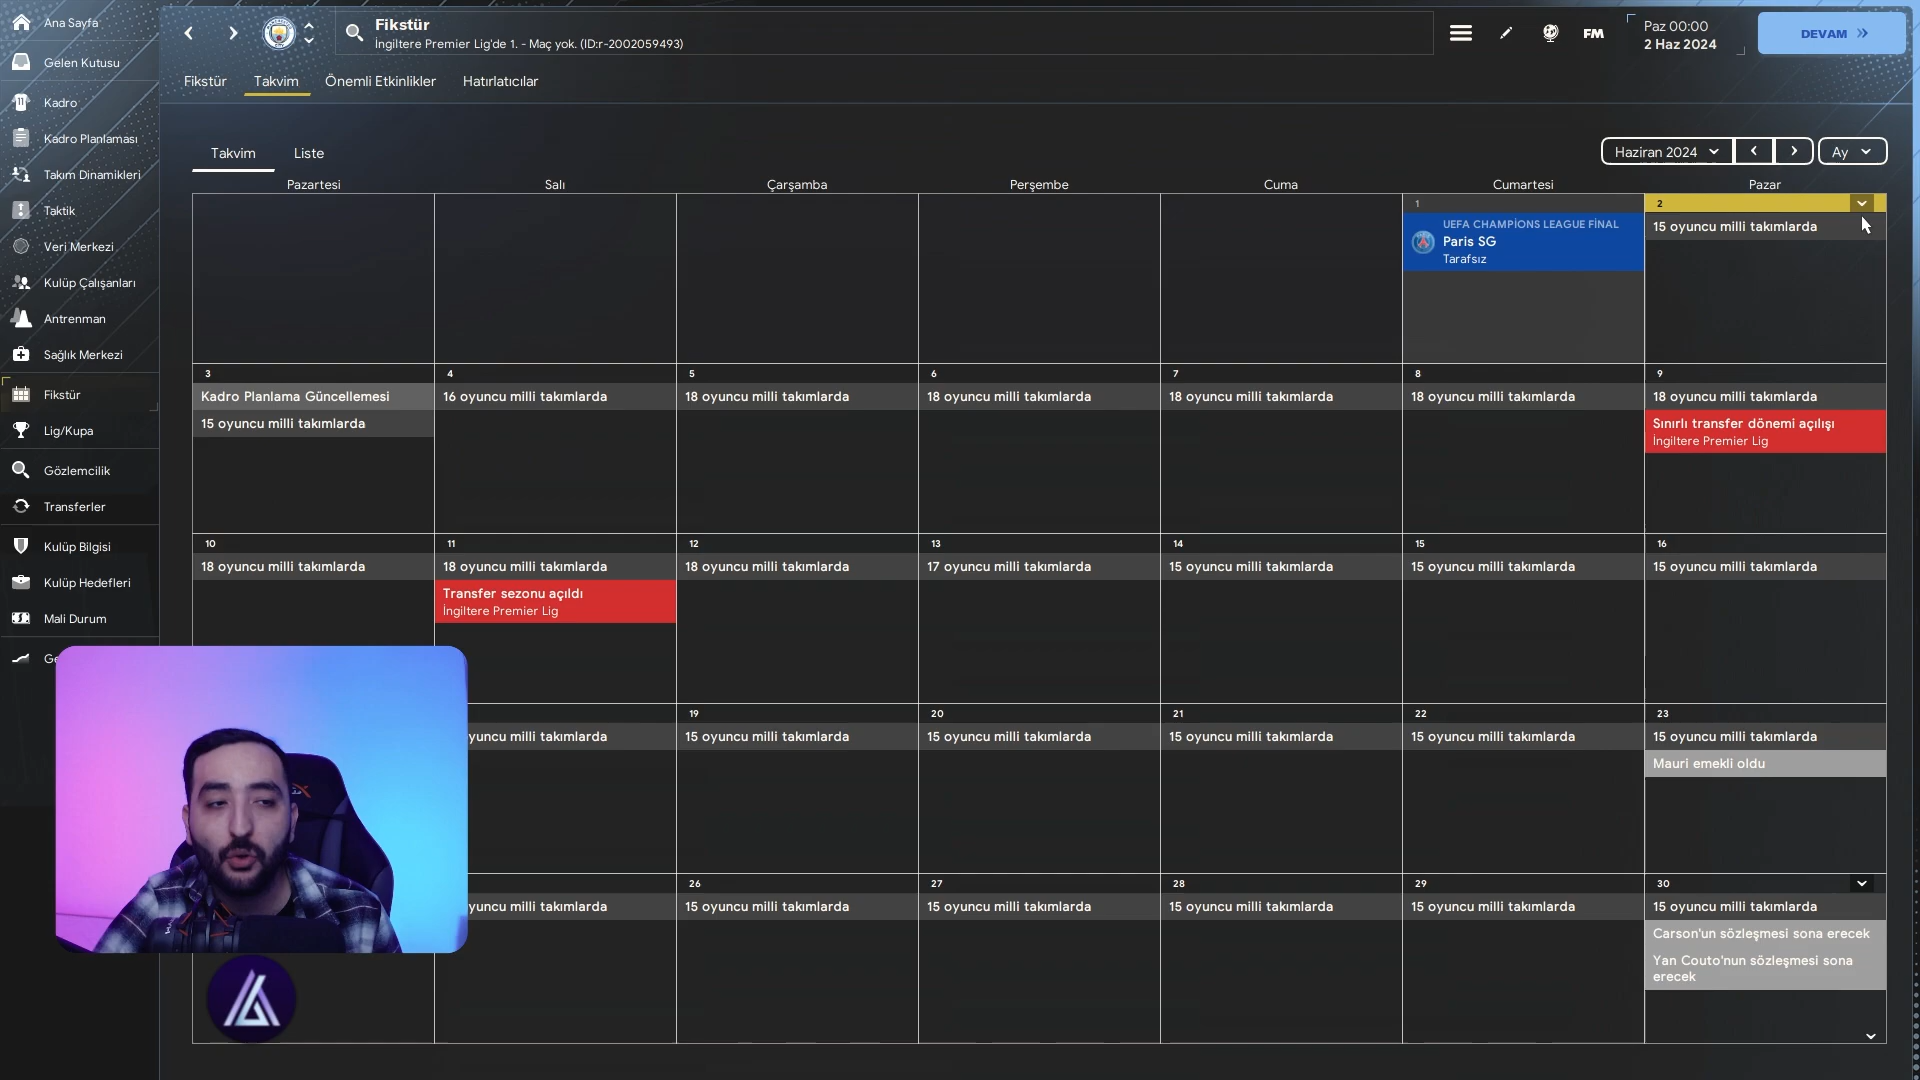 Ana Sayfa
Gelen Kutusu
Kadro
Kadro Planlaması
Takım Dinamikleri
Taktik
Veri Merkezi
Kulüp Çalışanları
Antrenman
Sağlık Merkezi
Fikstür
Lig/Kupa
Gözlemcilik
Transferler
Kulüp Bilgisi
Kulüp Hedefleri
Mali Durum
Fikstür
İngiltere Premier Lig'de 1. - Maç yok. (ID:r-2002059493)
FM
Paz 00:00
2 Haz 2024
DEVAM
Fikstür Takvim Önemli Etkinlikler Hatırlatıcılar
Takvim Liste
Haziran 2024
Ay
Pazartesi Salı Çarşamba Perşembe Cuma Cumartesi Pazar
1
UEFA CHAMPİONS LEAGUE FİNAL
Paris SG
Tarafsız
2
15 oyuncu milli takımlarda
3
Kadro Planlama Güncellemesi
15 oyuncu milli takımlarda
4
16 oyuncu milli takımlarda
5
18 oyuncu milli takımlarda
6
18 oyuncu milli takımlarda
7
18 oyuncu milli takımlarda
8
18 oyuncu milli takımlarda
9
18 oyuncu milli takımlarda
Sınırlı transfer dönemi açılışı
İngiltere Premier Lig
10
18 oyuncu milli takımlarda
11
18 oyuncu milli takımlarda
Transfer sezonu açıldı
İngiltere Premier Lig
12
18 oyuncu milli takımlarda
13
17 oyuncu milli takımlarda
14
15 oyuncu milli takımlarda
15
15 oyuncu milli takımlarda
16
15 oyuncu milli takımlarda
yuncu milli takımlarda
19
15 oyuncu milli takımlarda
20
15 oyuncu milli takımlarda
21
15 oyuncu milli takımlarda
22
15 oyuncu milli takımlarda
23
15 oyuncu milli takımlarda
Mauri emekli oldu
yuncu milli takımlarda
26
15 oyuncu milli takımlarda
27
15 oyuncu milli takımlarda
28
15 oyuncu milli takımlarda
29
15 oyuncu milli takımlarda
30
15 oyuncu milli takımlarda
Carson'un sözleşmesi sona erecek
Yan Couto'nun sözleşmesi sona
erecek